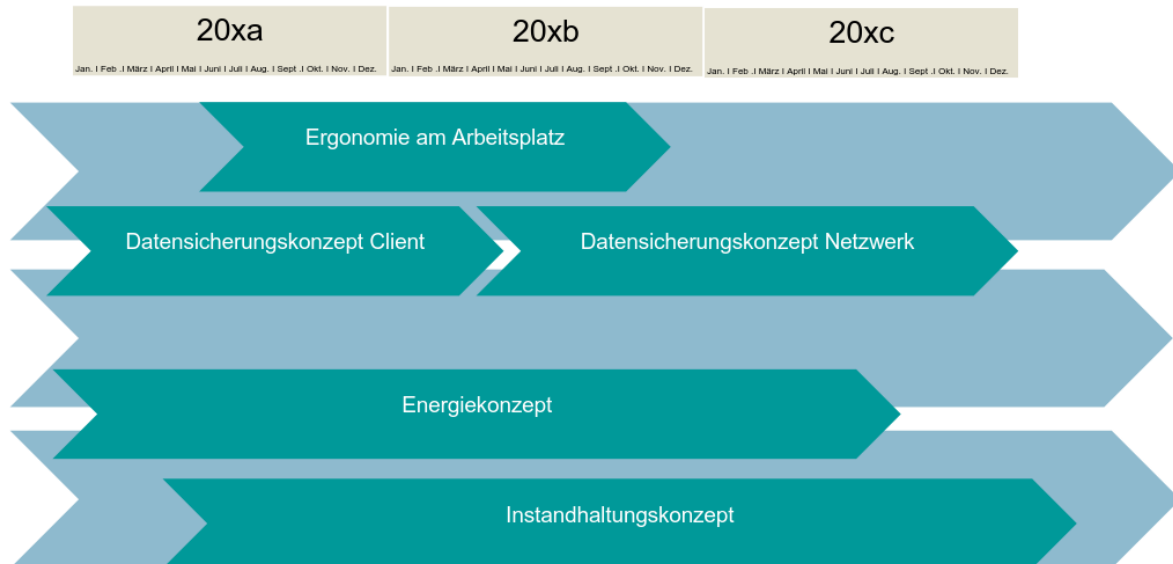 20xa 20xb 20xc
Jan. I Feb .I März I April I Mai I Juni I Juli I Aug. I Sept .I Okt. I Nov. I Dez. Jan. I Feb .I März I April I Mai I Juni I Juli I Aug. I Sept .I Okt. I Nov. I Dez. Jan. I Feb .I März I April I Mai I Juni I Juli I Aug. I Sept .I Okt. I Nov. I Dez.
Ergonomie am Arbeitsplatz
Datensicherungskonzept Client Datensicherungskonzept Netzwerk
Energiekonzept
Instandhaltungskonzept